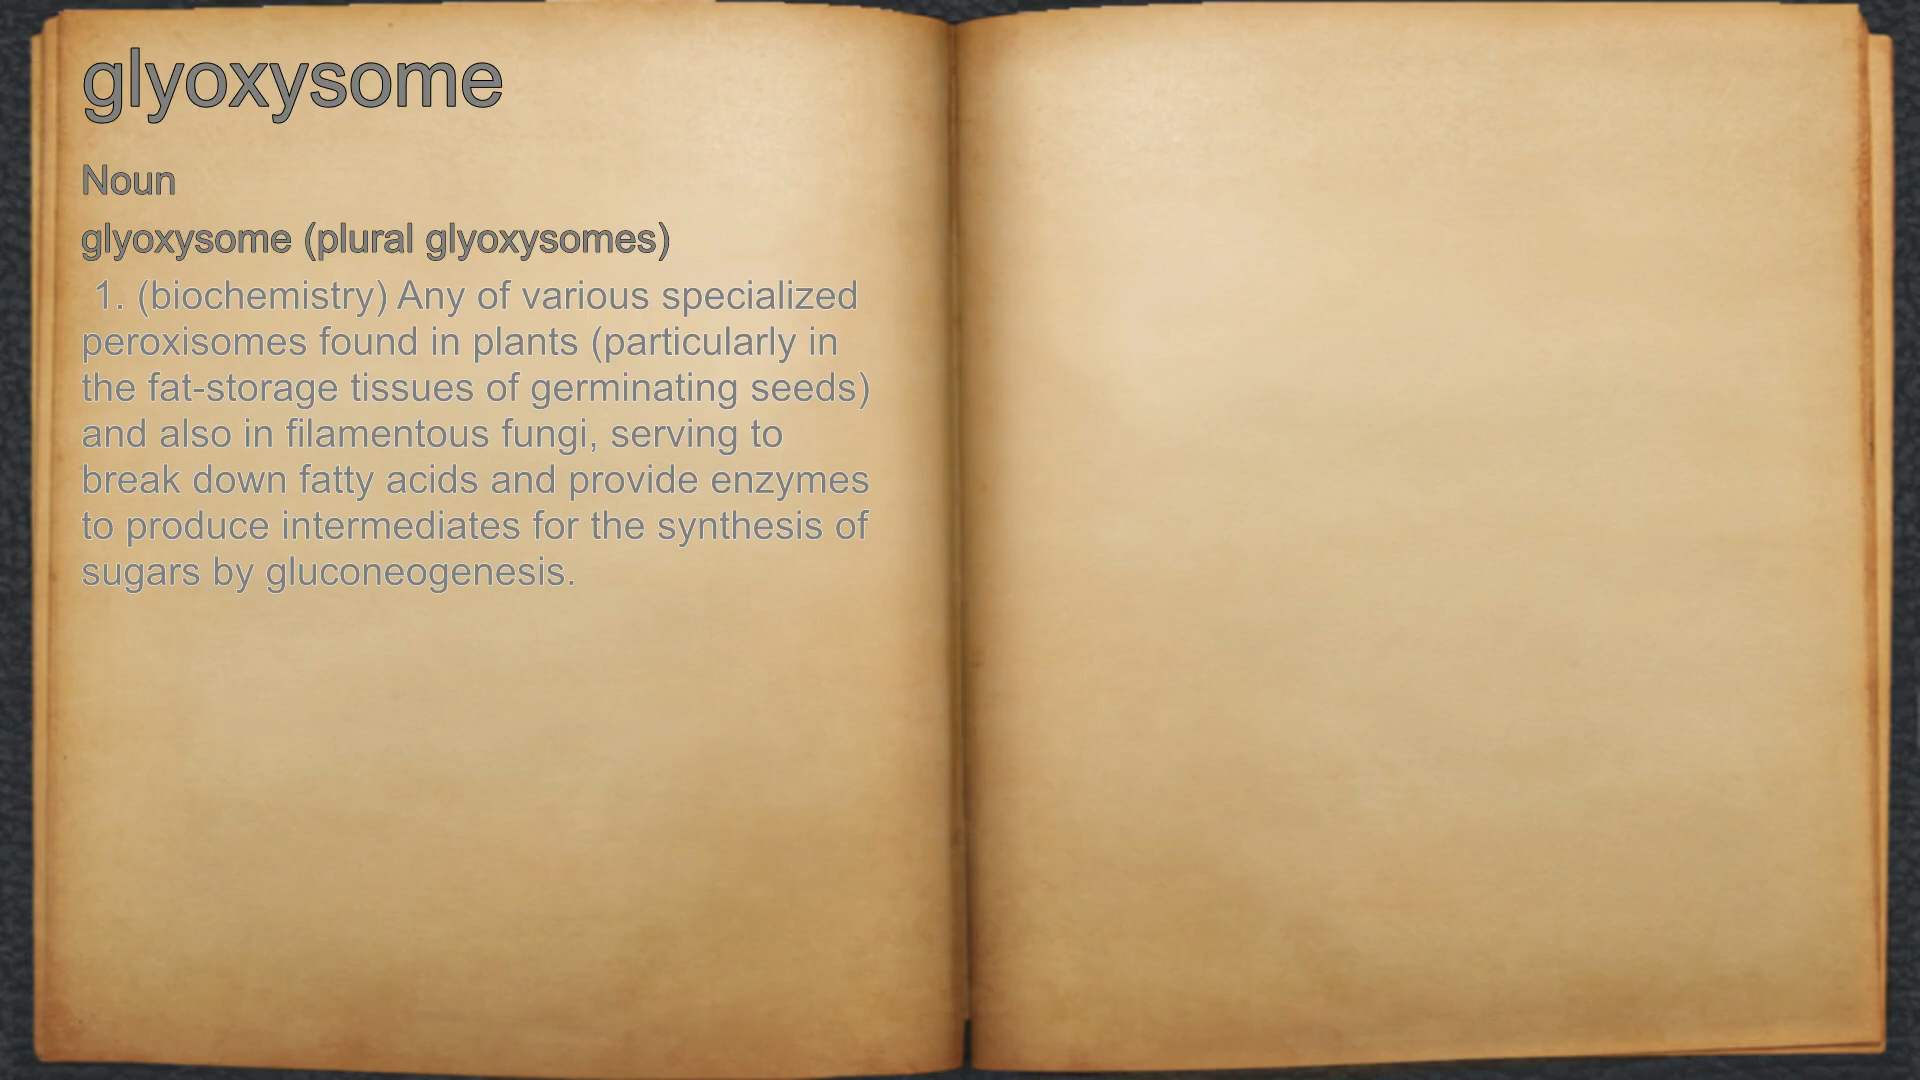 glyoxysome
Noun
glyoxysome (plural glyoxysomes)
1. (biochemistry) Any of various specialized
peroxisomes found in plants (particularly in
the fat-storage tissues of germinating seeds)
and also in filamentous fungi, serving to
break down fatty acids and provide enzymes
to produce intermediates for the synthesis of
sugars by gluconeogenesis.